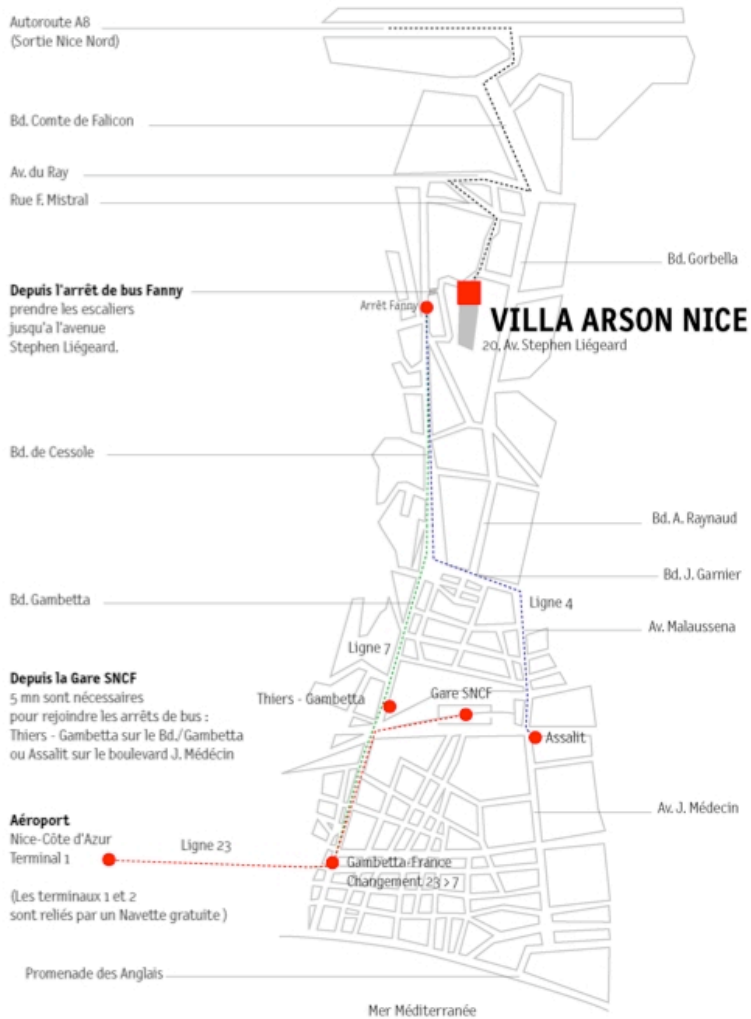 Autoroute A8
(Sortie Nice Nord)
Bd. Comte de Falicon
Av. du Ray
Rue F. Mistral
Bd. Gorbella
Depuis l'arrêt de bus Fanny
prendre les escaliers
jusqu'a l'avenue
Stephen Liégeard.
Arrêt Fanny
VILLA ARSON NICE
20, Av. Stephen Liégeard
Bd. de Cessole
Bd. A. Raynaud
Bd. J. Garnier
Bd. Gambetta
Ligne 4
Av. Malaussena
Ligne 7
Depuis la Gare SNCF
5 mn sont nécessaires
pour rejoindre les arrêts de bus :
Thiers - Gambetta sur le Bd./Gambetta
ou Assalit sur le boulevard J. Médécin
Thiers - Gambetta
Gare SNCF
Assalit
Av. J. Médecin
Aéroport
Nice-Côte d'Azur
Terminal 1
Ligne 23
Gambetta-France
Changement 23 > 7
(Les terminaux 1 et 2
sont reliés par un Navette gratuite )
Promenade des Anglais
Mer Méditerranée